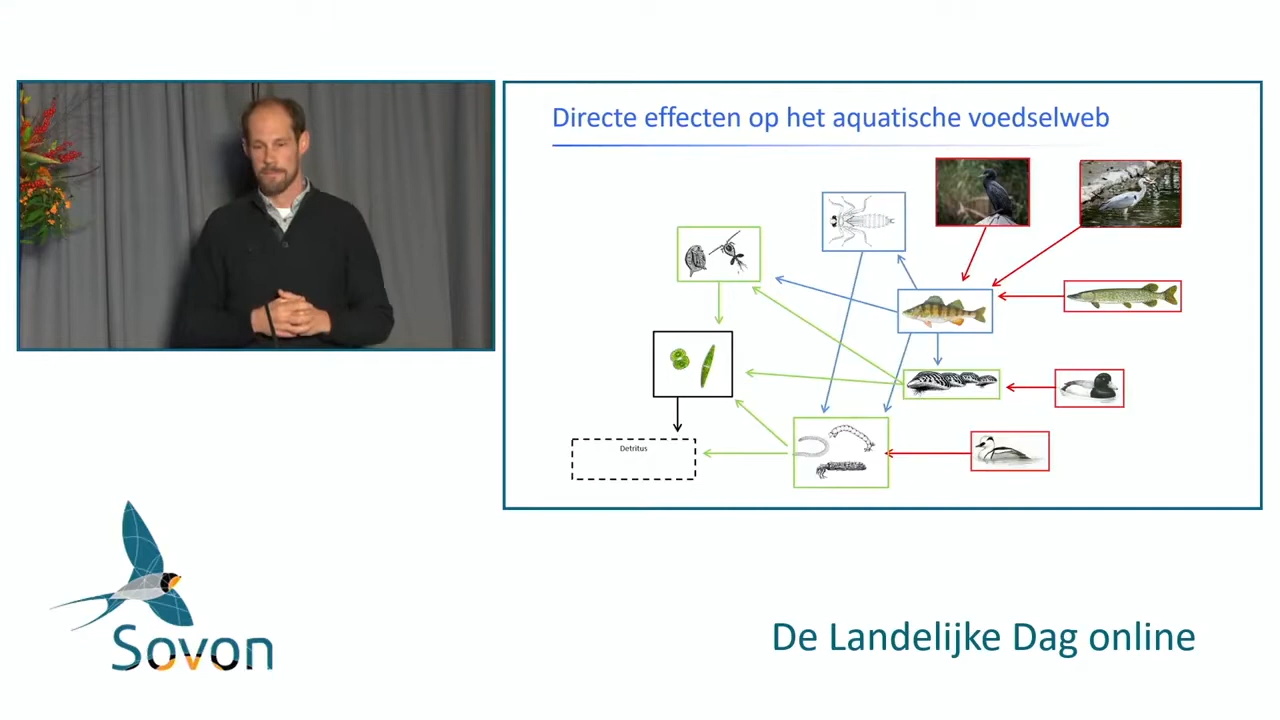 Directe effecten op het aquatische voedselweb
Detritus
Sovon
De Landelijke Dag online